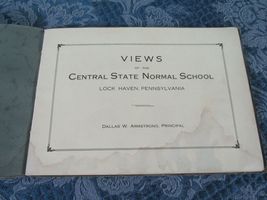 VIEWS
OF THE
CENTRAL STATE NORMAL SCHOOL
LOCK HAVEN, PENNSYLVANIA
DALLAS W. ARMSTRONG, PRINCIPAL